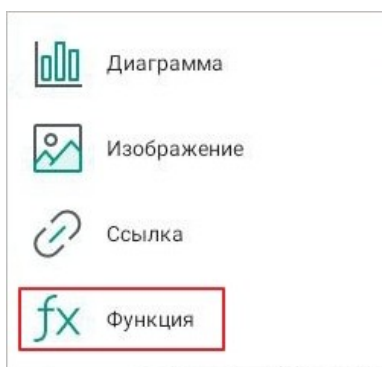 Диаграмма
Изображение
Ссылка
fx Функция